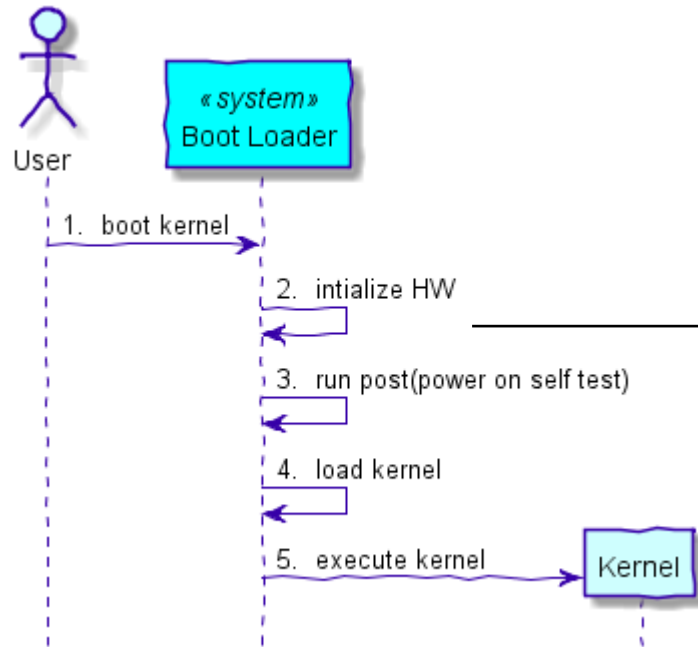 «system»
Boot Loader
User
1. boot kernel
2. intialize HW
3. run post(power on self test)
4. load kernel
5. execute kernel
Kernel